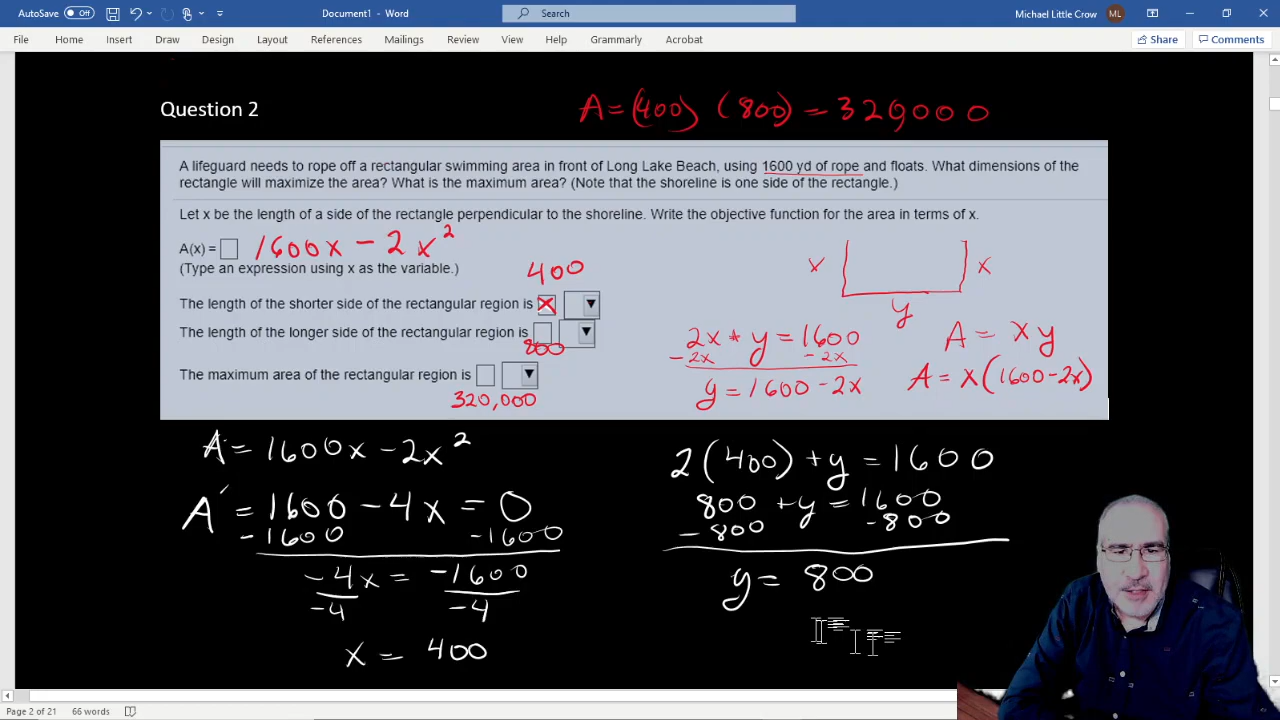 AutoSave Off Document1 - Word Search Michael Little Crow ML
File Home Insert Draw Design Layout References Mailings Review View Help Grammarly Acrobat Share Comments
Question 2
A = (400) (800) = 320000
A lifeguard needs to rope off a rectangular swimming area in front of Long Lake Beach, using 1600 yd of rope and floats. What dimensions of the
rectangle will maximize the area? What is the maximum area? (Note that the shoreline is one side of the rectangle.)
Let x be the length of a side of the rectangle perpendicular to the shoreline. Write the objective function for the area in terms of x.
A(x) = 1600x - 2x²
(Type an expression using x as the variable.)
400
The length of the shorter side of the rectangular region is
The length of the longer side of the rectangular region is
800
The maximum area of the rectangular region is
320,000
x x
y
2x + y = 1600
-2x -2x
y = 1600 - 2x
A = xy
A = x(1600-2x)
A = 1600x - 2x²
A' = 1600 - 4x = 0
-1600 -1600
-4x = -1600
-4 -4
x = 400
2(400) + y = 1600
800 + y = 1600
-800 -800
y = 800
Page 2 of 21 66 words